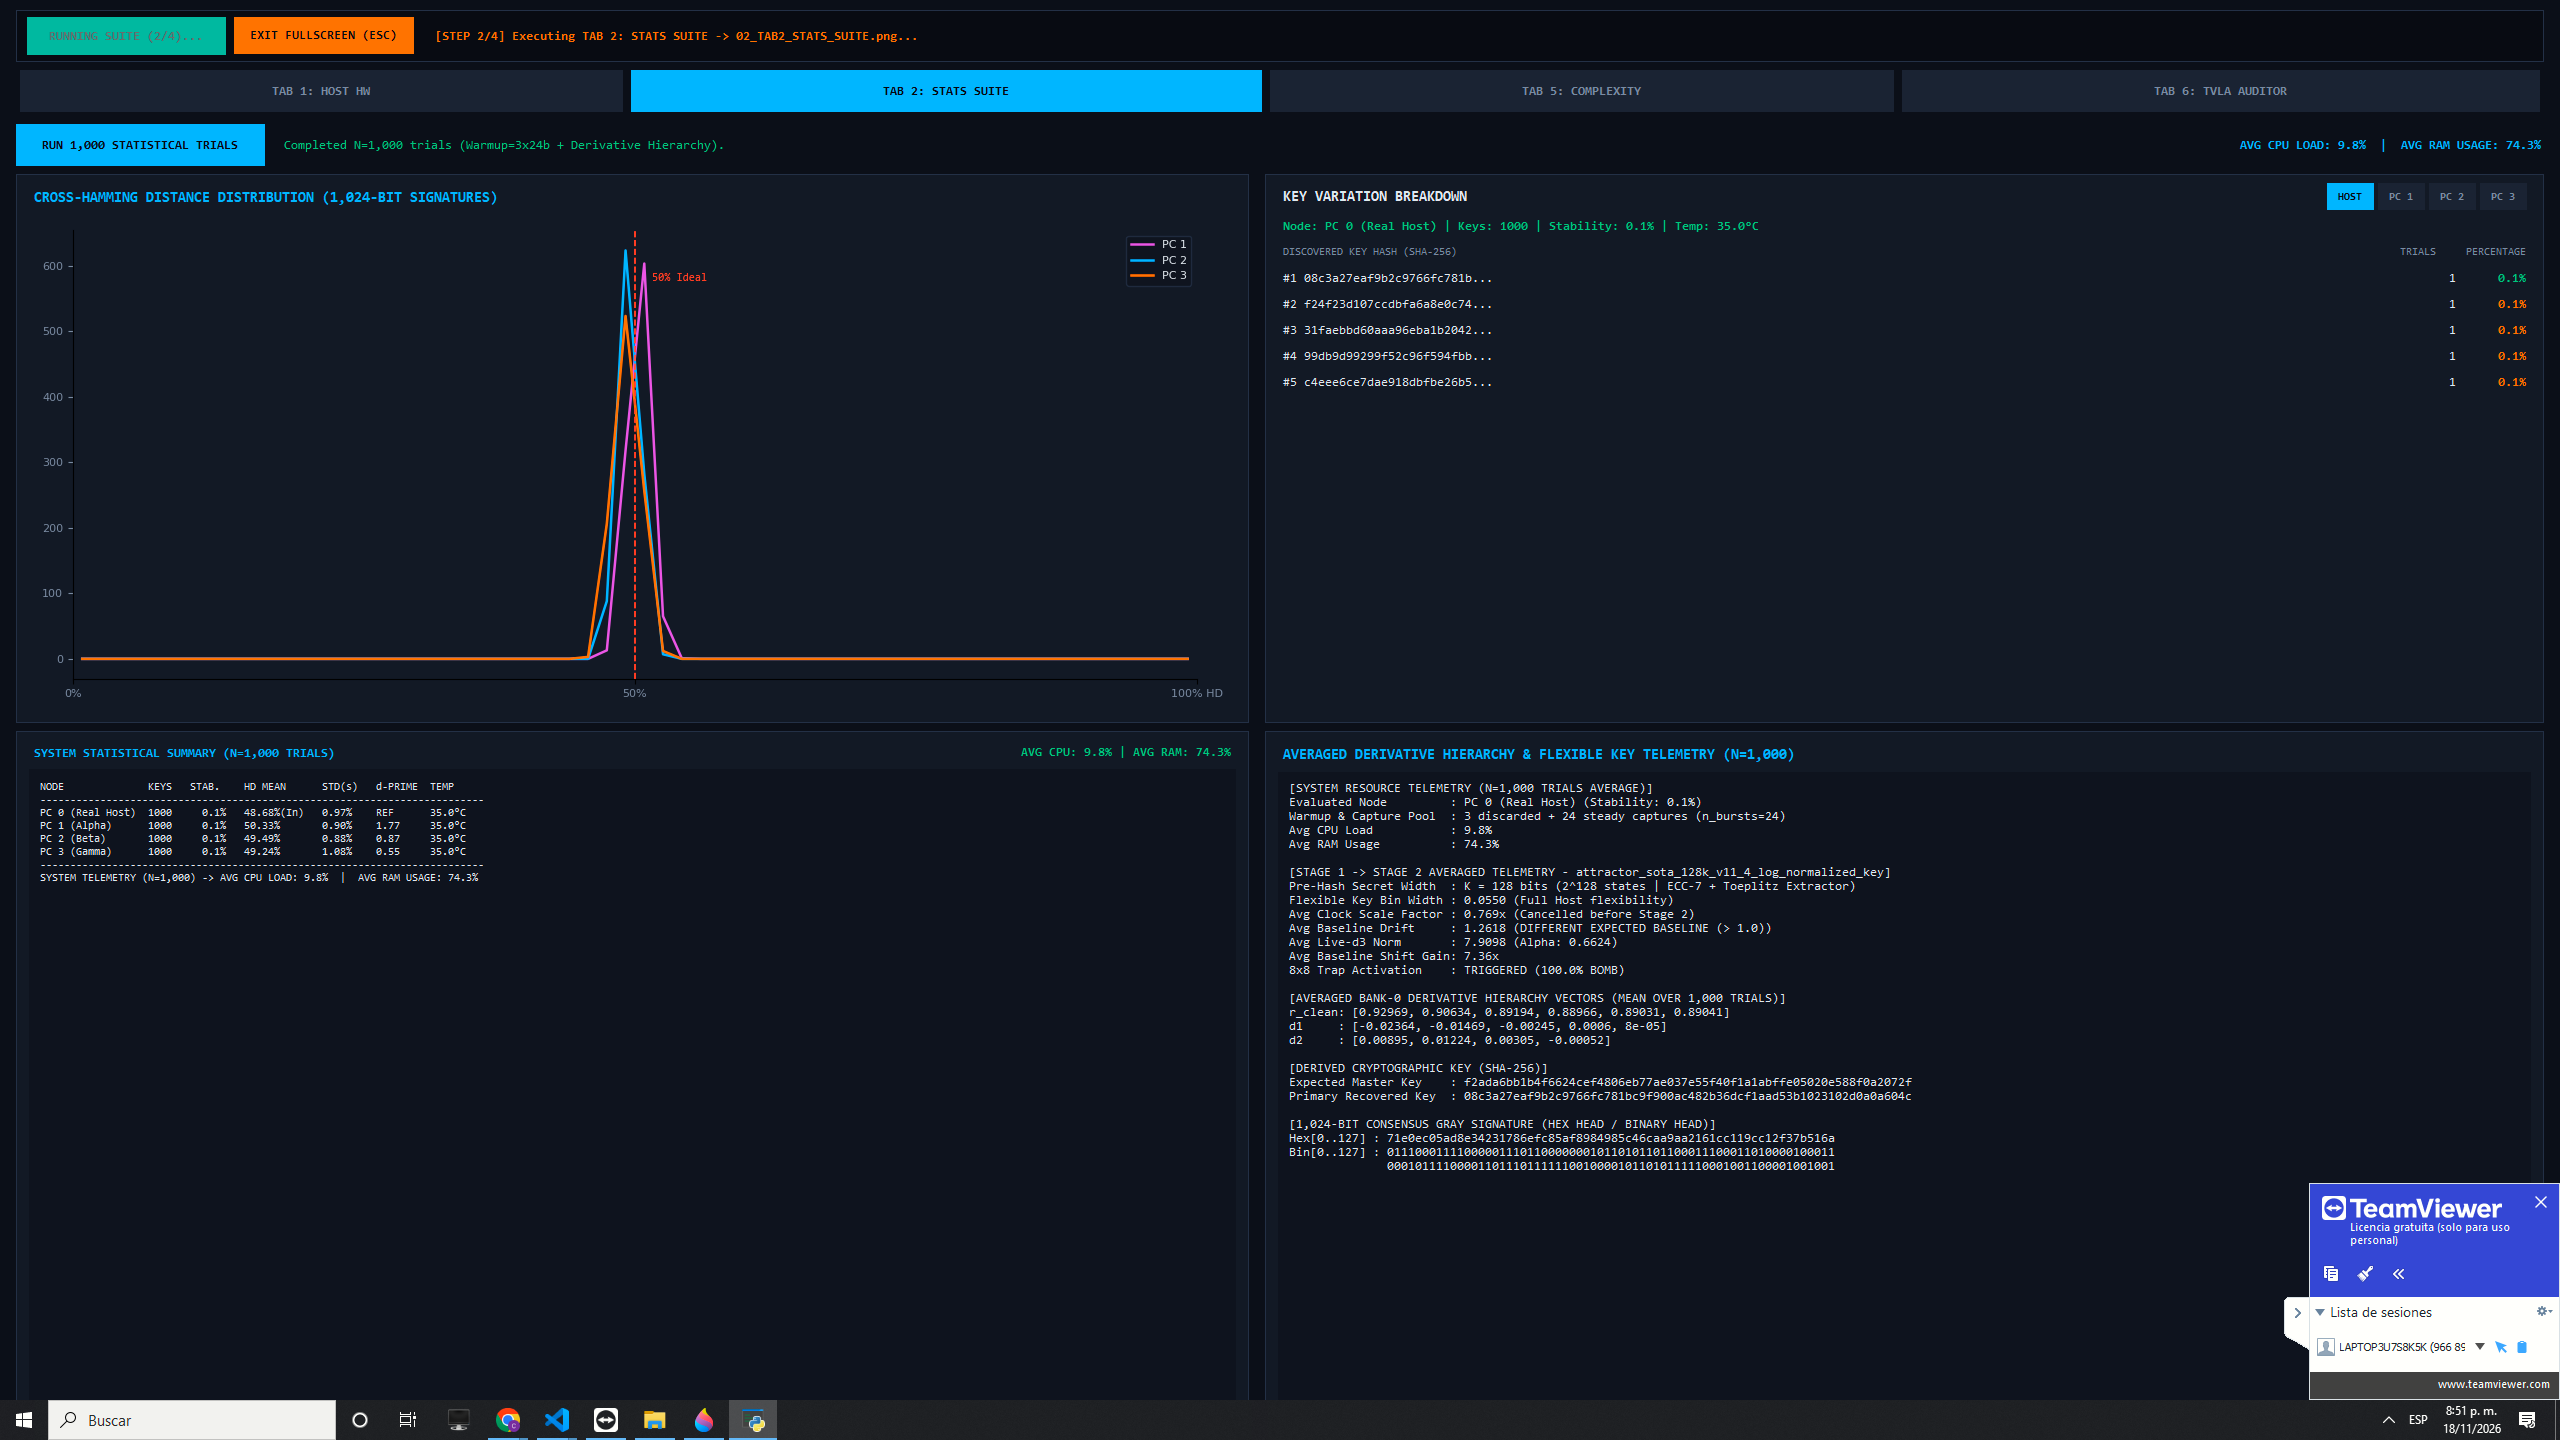 RUNNING SUITE (2/4)...
EXIT FULLSCREEN (ESC)
[STEP 2/4] Executing TAB 2: STATS SUITE -> 02_TAB2_STATS_SUITE.png...
TAB 1: HOST HW
TAB 2: STATS SUITE
TAB 5: COMPLEXITY
TAB 6: TVLA AUDITOR
RUN 1,000 STATISTICAL TRIALS
Completed N=1,000 trials (Warmup=3x24b + Derivative Hierarchy).
AVG CPU LOAD: 9.8% | AVG RAM USAGE: 74.3%
CROSS-HAMMING DISTANCE DISTRIBUTION (1,024-BIT SIGNATURES)
PC 1
PC 2
PC 3
50% Ideal
600
500
400
300
200
100
0
0%
50%
100% HD
KEY VARIATION BREAKDOWN
HOST
PC 1
PC 2
PC 3
Node: PC 0 (Real Host) | Keys: 1000 | Stability: 0.1% | Temp: 35.0°C
DISCOVERED KEY HASH (SHA-256) TRIALS PERCENTAGE
#1 08c3a27eaf9b2c9766fc781b... 1 0.1%
#2 f24f23d107ccdbfa6a8e0c74... 1 0.1%
#3 31faebbd60aaa96eba1b2042... 1 0.1%
#4 99db9d99299f52c96f594fbb... 1 0.1%
#5 c4eee6ce7dae918dbfbe26b5... 1 0.1%
SYSTEM STATISTICAL SUMMARY (N=1,000 TRIALS)
AVG CPU: 9.8% | AVG RAM: 74.3%
NODE KEYS STAB. HD MEAN STD(s) d-PRIME TEMP
--------------------------------------------------------------------------
PC 0 (Real Host) 1000 0.1% 48.68%(In) 0.97% REF 35.0°C
PC 1 (Alpha) 1000 0.1% 50.33% 0.90% 1.77 35.0°C
PC 2 (Beta) 1000 0.1% 49.49% 0.88% 0.87 35.0°C
PC 3 (Gamma) 1000 0.1% 49.24% 1.08% 0.55 35.0°C
--------------------------------------------------------------------------
SYSTEM TELEMETRY (N=1,000) -> AVG CPU LOAD: 9.8% | AVG RAM USAGE: 74.3%
AVERAGED DERIVATIVE HIERARCHY & FLEXIBLE KEY TELEMETRY (N=1,000)
[SYSTEM RESOURCE TELEMETRY (N=1,000 TRIALS AVERAGE)]
Evaluated Node : PC 0 (Real Host) (Stability: 0.1%)
Warmup & Capture Pool : 3 discarded + 24 steady captures (n_bursts=24)
Avg CPU Load : 9.8%
Avg RAM Usage : 74.3%
[STAGE 1 -> STAGE 2 AVERAGED TELEMETRY - attractor_sota_128k_v11_4_log_normalized_key]
Pre-Hash Secret Width : K = 128 bits (2^128 states | ECC-7 + Toeplitz Extractor)
Flexible Key Bin Width : 0.0550 (Full Host flexibility)
Avg Clock Scale Factor : 0.769x (Cancelled before Stage 2)
Avg Baseline Drift : 1.2618 (DIFFERENT EXPECTED BASELINE (> 1.0))
Avg Live-d3 Norm : 7.9098 (Alpha: 0.6624)
Avg Baseline Shift Gain: 7.36x
8x8 Trap Activation : TRIGGERED (100.0% BOMB)
[AVERAGED BANK-0 DERIVATIVE HIERARCHY VECTORS (MEAN OVER 1,000 TRIALS)]
r_clean: [0.92969, 0.90634, 0.89194, 0.88966, 0.89031, 0.89041]
d1 : [-0.02364, -0.01469, -0.00245, 0.0006, 8e-05]
d2 : [0.00895, 0.01224, 0.00305, -0.00052]
[DERIVED CRYPTOGRAPHIC KEY (SHA-256)]
Expected Master Key : f2ada6bb1b4f6624cef4806eb77ae037e55f40f1a1abffe05020e588f0a2072f
Primary Recovered Key : 08c3a27eaf9b2c9766fc781bc9f900ac482b36dcf1aad53b1023102d0a0a604c
[1,024-BIT CONSENSUS GRAY SIGNATURE (HEX HEAD / BINARY HEAD)]
Hex[0..127] : 71e0ec05ad8e34231786efc85af8984985c46caa9aa2161cc119cc12f37b516a
Bin[0..127] : 0111000111100000111011000000010110101101100011100011010000100011
0001011110000110111011111100100001011010111110001001100001001001
TeamViewer
Licencia gratuita (solo para uso
personal)
Lista de sesiones
LAPTOP3U7S8K5K (966 89
www.teamviewer.com
Buscar
ESP
8:51 p. m.
18/11/2026